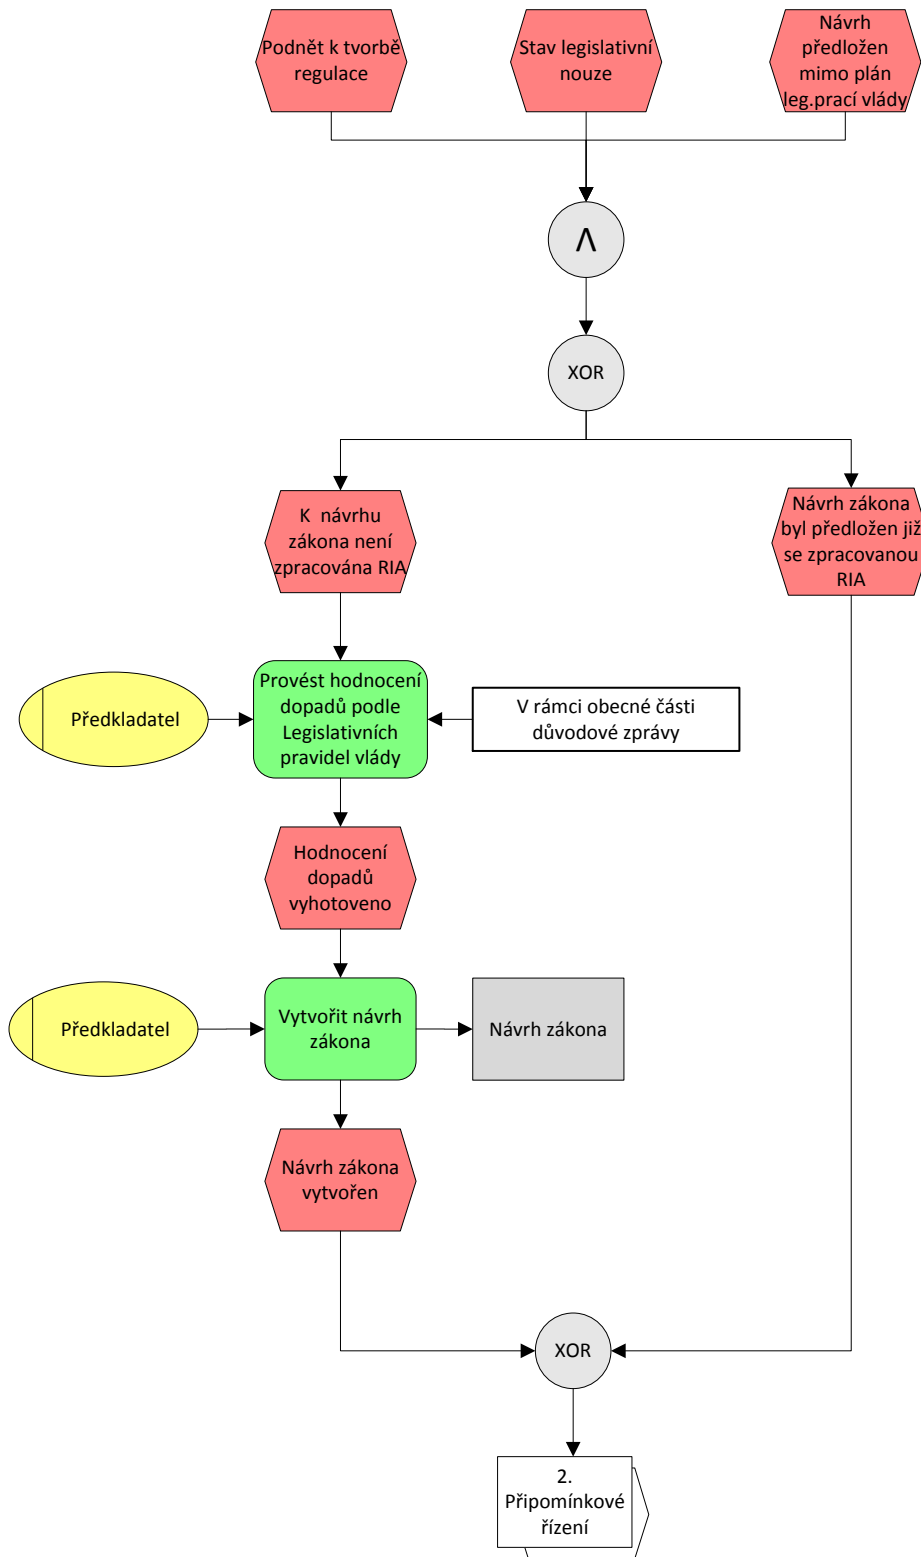 Podnět k tvorbě
regulace
Stav legislativní
nouze
Návrh
předložen
mimo plán
leg.prací vlády
Λ
XOR
K návrhu
zákona není
zpracována RIA
Návrh zákona
byl předložen již
se zpracovanou
RIA
Předkladatel
Provést hodnocení
dopadů podle
Legislativních
pravidel vlády
V rámci obecné části
důvodové zprávy
Hodnocení
dopadů
vyhotoveno
Předkladatel
Vytvořit návrh
zákona
Návrh zákona
Návrh zákona
vytvořen
XOR
2.
Připomínkové
řízení